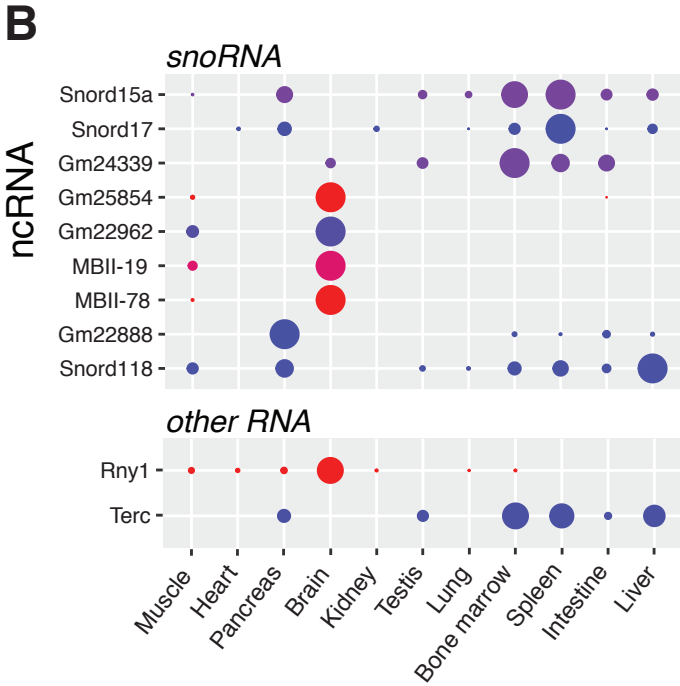 B
snoRNA
ncRNA
Snord15a
Snord17
Gm24339
Gm25854
Gm22962
MBII-19
MBII-78
Gm22888
Snord118
other RNA
Rny1
Terc
Muscle
Heart
Pancreas
Brain
Kidney
Testis
Lung
Bone marrow
Spleen
Intestine
Liver